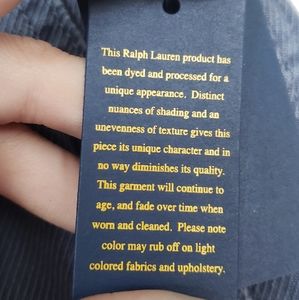 This Ralph Lauren product has
been dyed and processed for a
unique appearance. Distinct
nuances of shading and an
unevenness of texture gives this
piece its unique character and in
no way diminishes its quality.
This garment will continue to
age, and fade over time when
worn and cleaned. Please note
color may rub off on light
colored fabrics and upholstery.